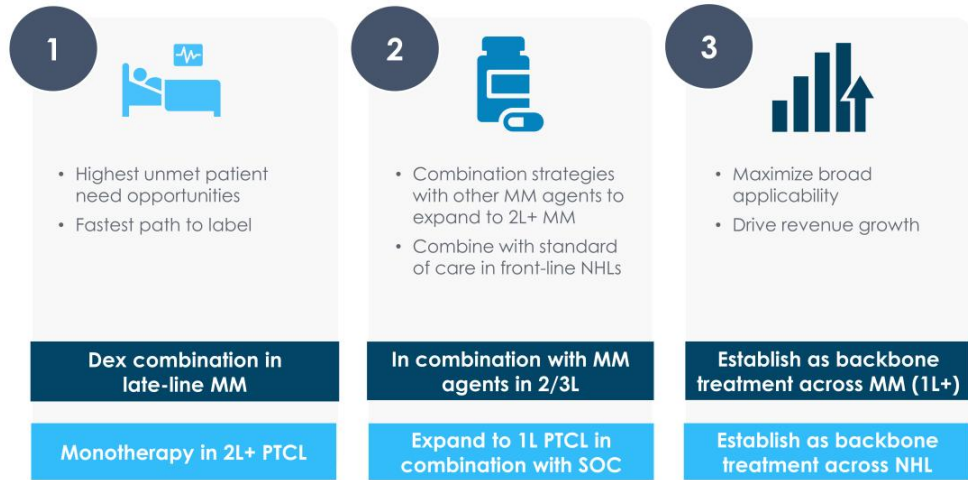 1
• Highest unmet patient
need opportunities
• Fastest path to label
Dex combination in
late-line MM
Monotherapy in 2L+ PTCL
2
• Combination strategies
with other MM agents to
expand to 2L+ MM
• Combine with standard
of care in front-line NHLs
In combination with MM
agents in 2/3L
Expand to 1L PTCL in
combination with SOC
3
• Maximize broad
applicability
• Drive revenue growth
Establish as backbone
treatment across MM (1L+)
Establish as backbone
treatment across NHL